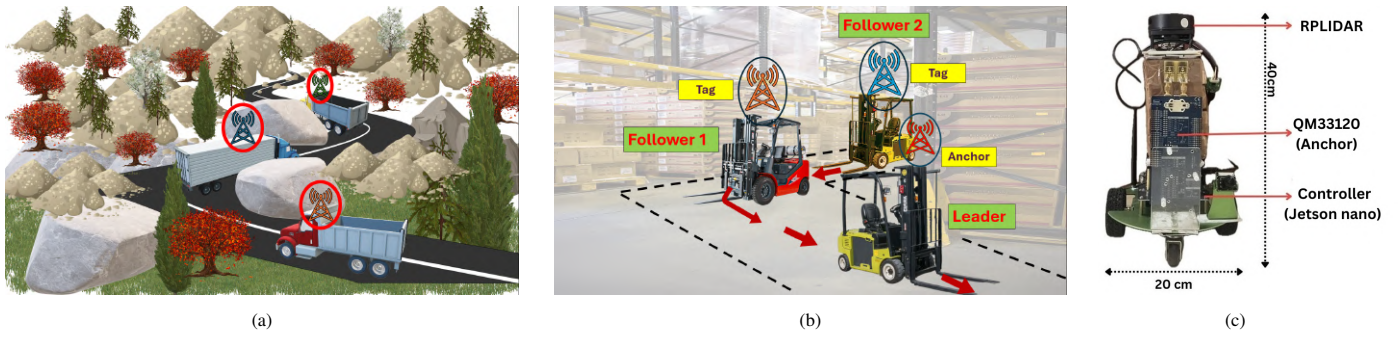 Follower 2
Tag
Tag
Follower 1
Anchor
Leader
RPLIDAR
40cm
QM33120
(Anchor)
Controller
(Jetson nano)
20 cm
(a)
(b)
(c)